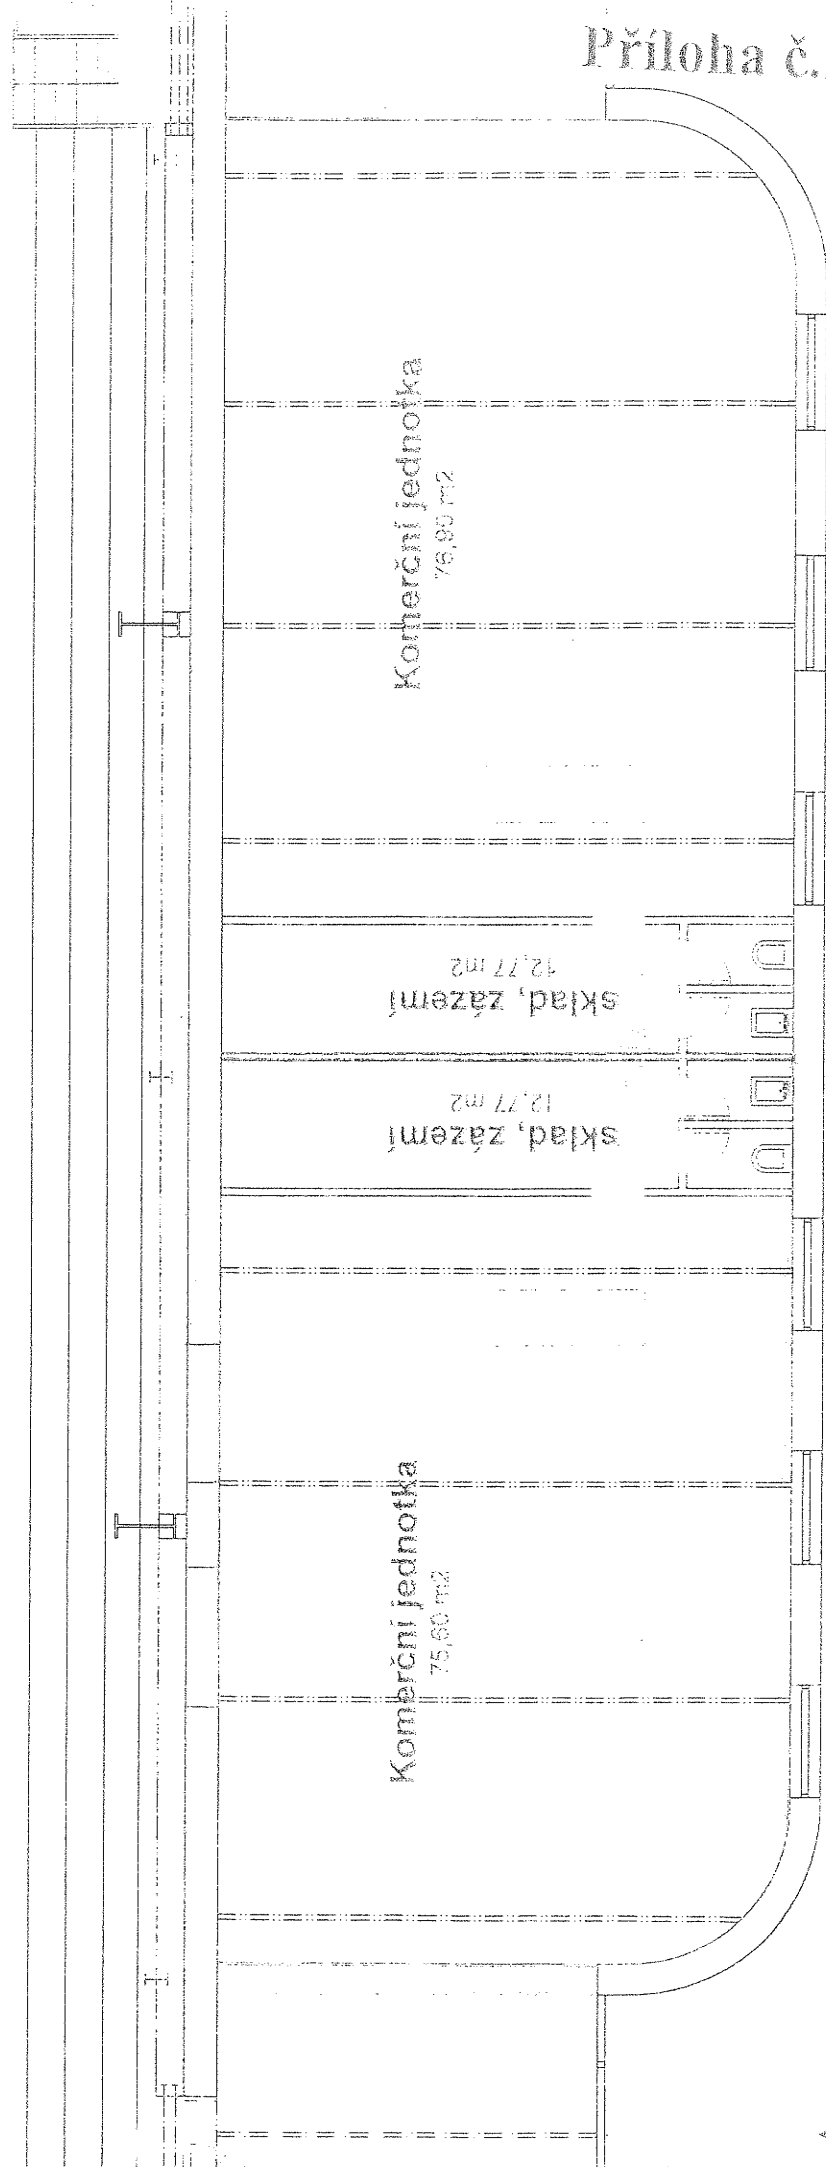 Příloha č.
Komerční jednotka
76,90 m2
sklad, zázemí
12,77 m2
sklad, zázemí
12,77 m2
Komerční jednotka
75,60 m2